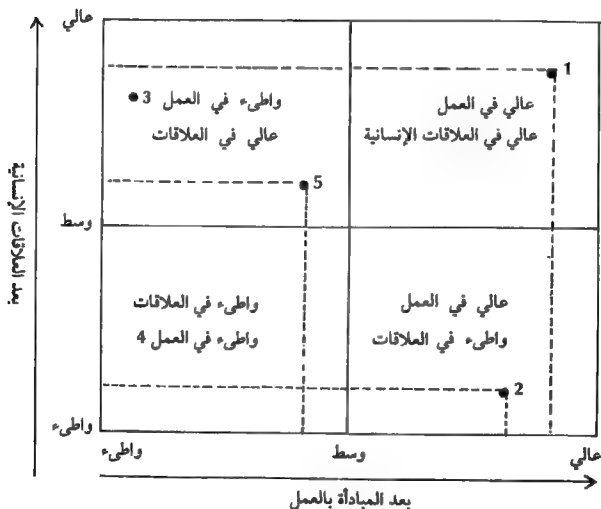 عالي
1
عالي في العمل
عالي في العلاقات الإنسانية
3 واطىء في العمل
عالي في العلاقات
5
بعد العلاقات الإنسانية
وسط
عالي في العمل
واطىء في العلاقات
واطىء في العلاقات
واطىء في العمل 4
2
واطىء
واطىء
وسط
عالي
بعد المبادأة بالعمل